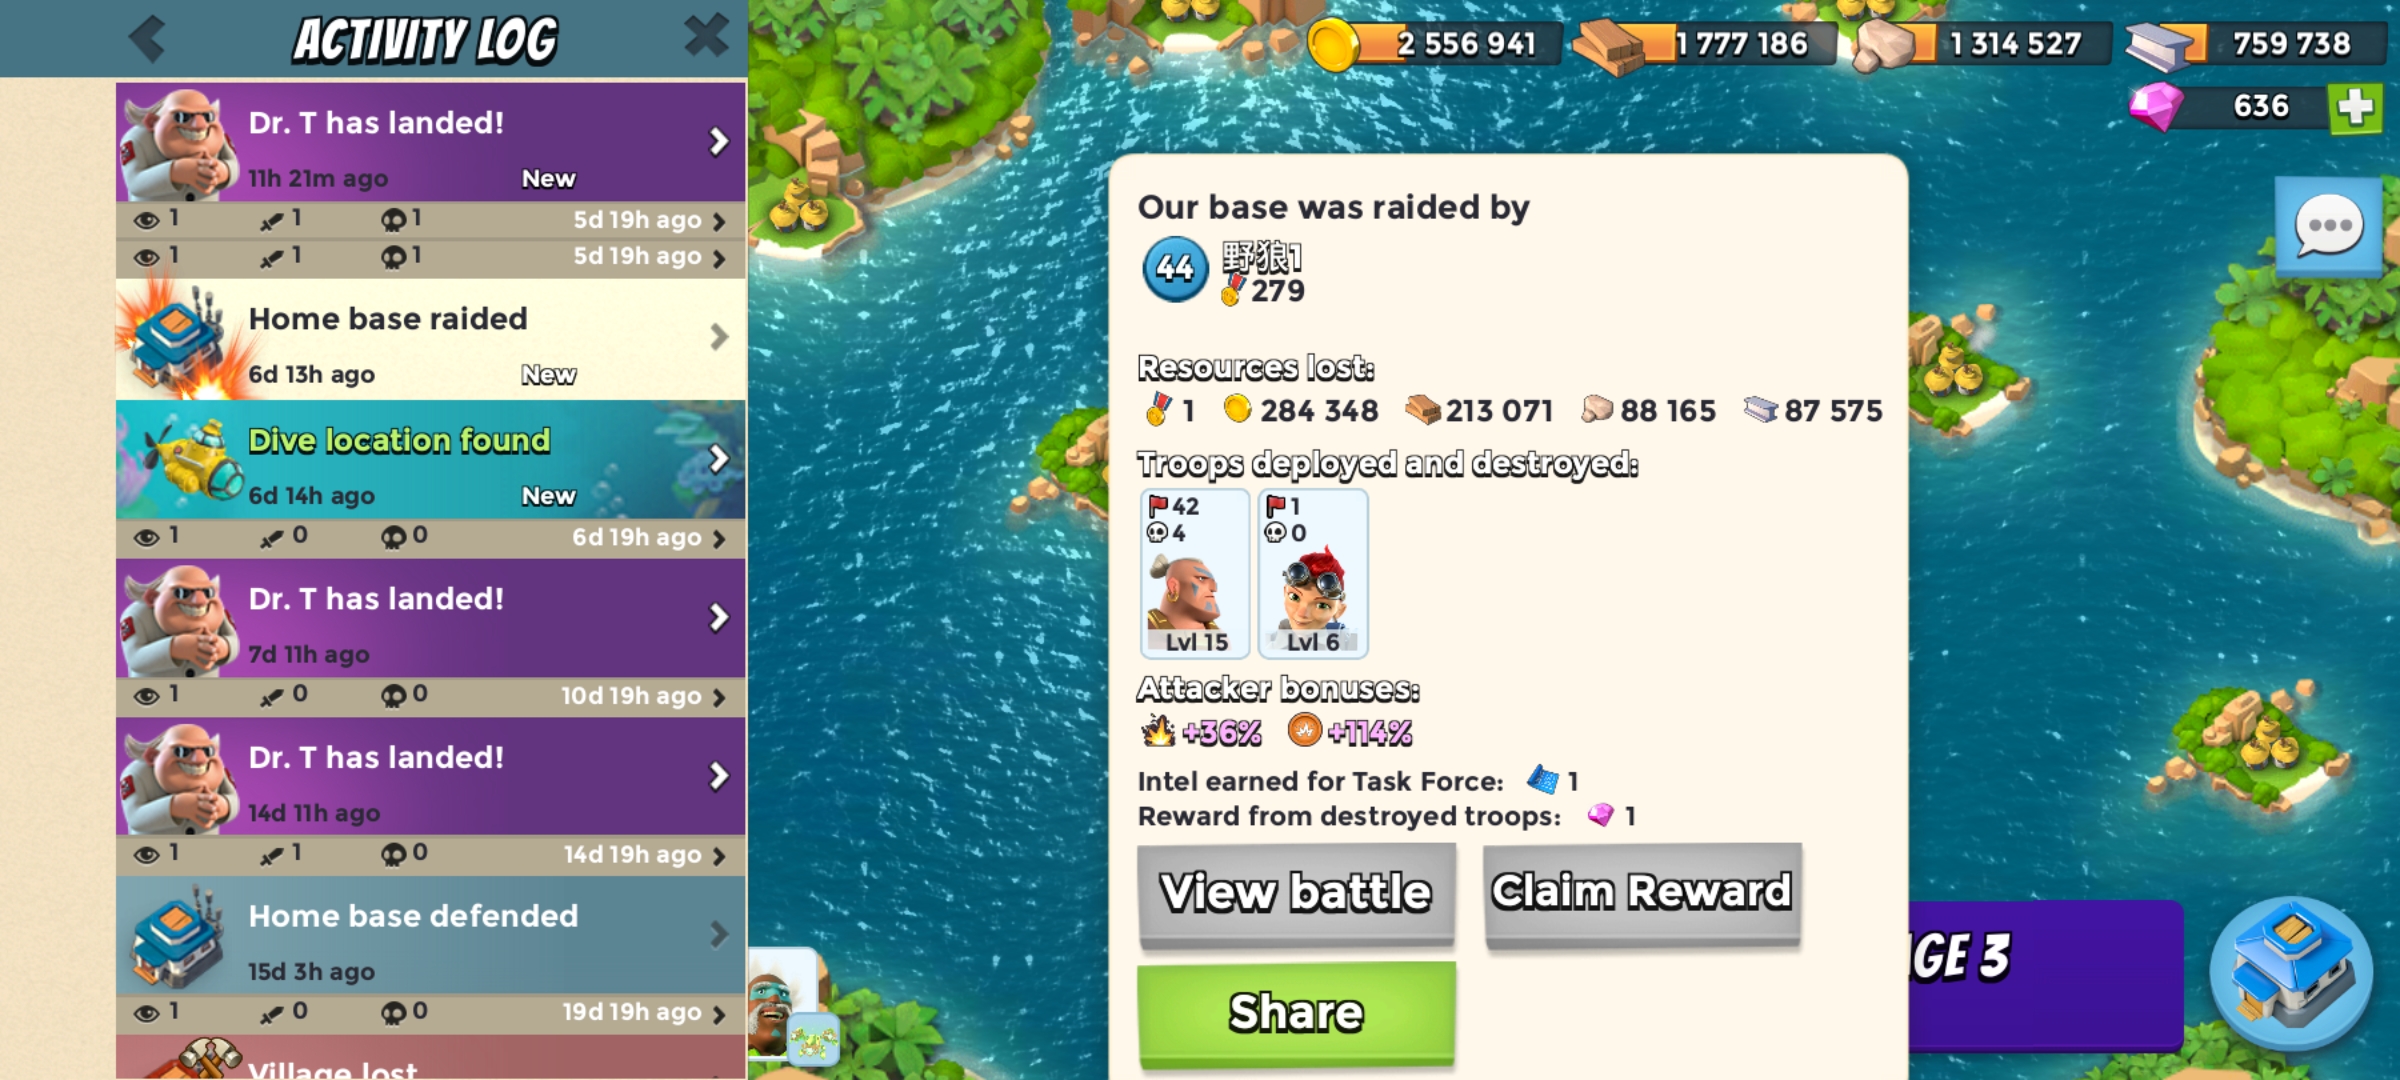 ACTIVITY LOG
Dr. T has landed!
11h 21m ago
New
1 1 1 5d 19h ago
1 1 1 5d 19h ago
Home base raided
6d 13h ago
New
Dive location found
6d 14h ago
New
1 0 0 6d 19h ago
Dr. T has landed!
7d 11h ago
1 0 0 10d 19h ago
Dr. T has landed!
14d 11h ago
1 1 0 14d 19h ago
Home base defended
15d 3h ago
1 0 0 19d 19h ago
Village lost
2 556 941
1 777 186
1 314 527
759 738
636
Our base was raided by
44
野狼1
279
Resources lost:
1 284 348 213 071 88 165 87 575
Troops deployed and destroyed:
42 1
4 0
Lvl 15 Lvl 6
Attacker bonuses:
+36% +114%
Intel earned for Task Force: 1
Reward from destroyed troops: 1
View battle
Claim Reward
Share
GE 3